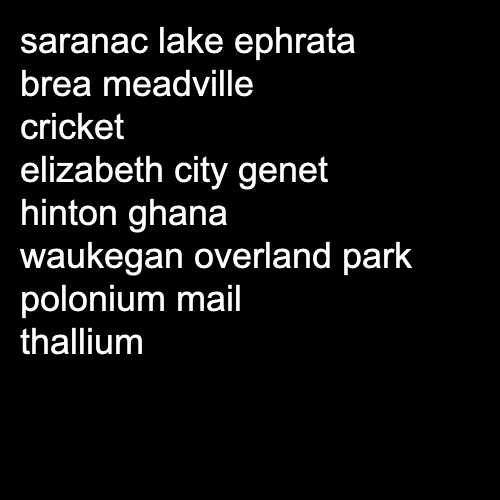 saranac lake ephrata
brea meadville
cricket
elizabeth city genet
hinton ghana
waukegan overland park
polonium mail
thallium